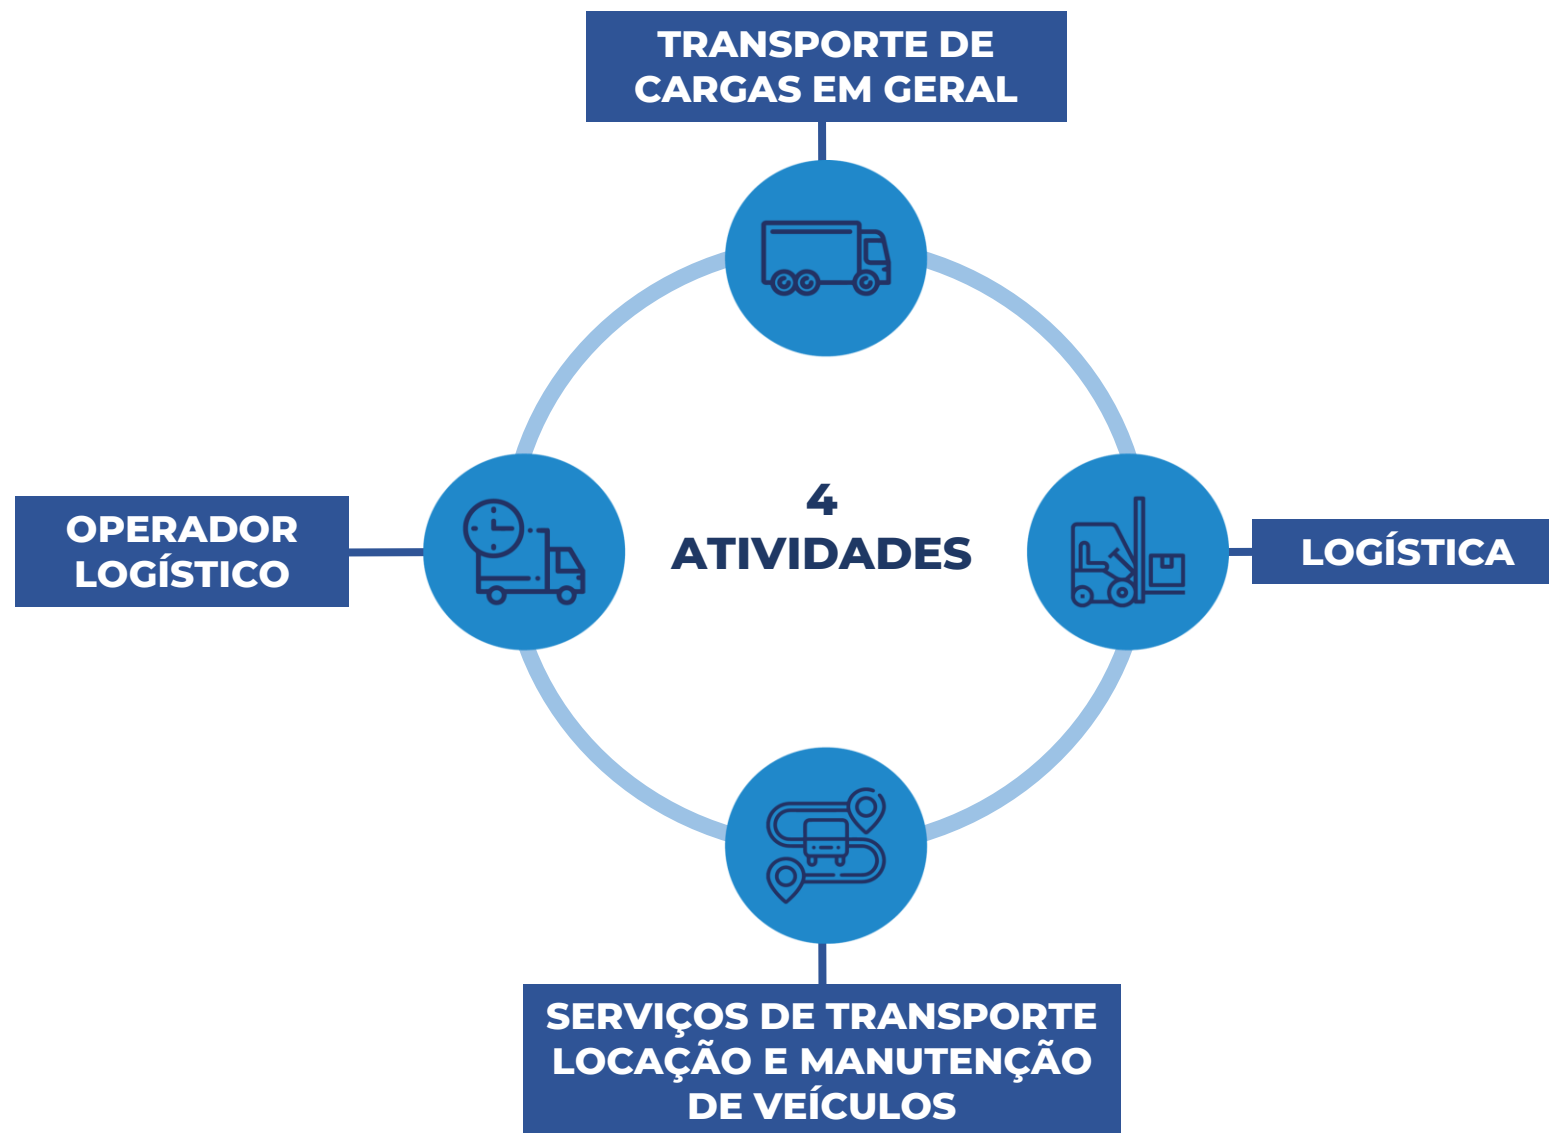 TRANSPORTE DE
CARGAS EM GERAL
4
ATIVIDADES
OPERADOR
LOGÍSTICO
LOGÍSTICA
SERVIÇOS DE TRANSPORTE
LOCAÇÃO E MANUTENÇÃO
DE VEÍCULOS